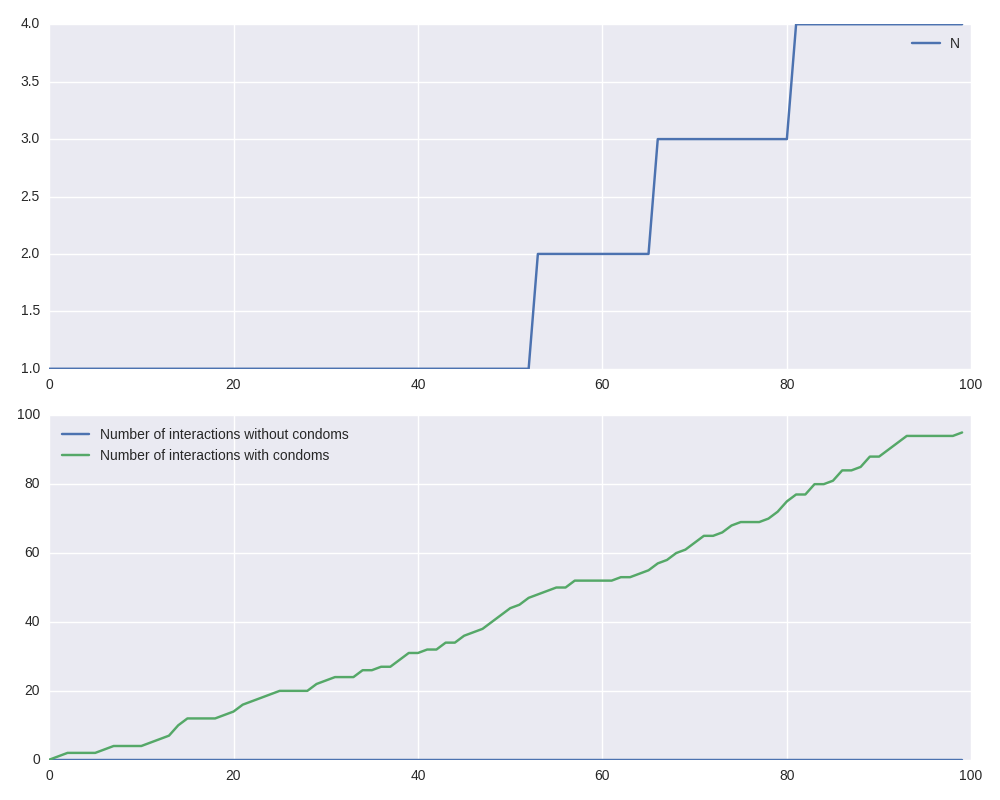 4.0
3.5
3.0
2.5
2.0
1.5
1.0
N
0 20 40 60 80 100
100
80
60
40
20
0
Number of interactions without condoms
Number of interactions with condoms
0 20 40 60 80 100